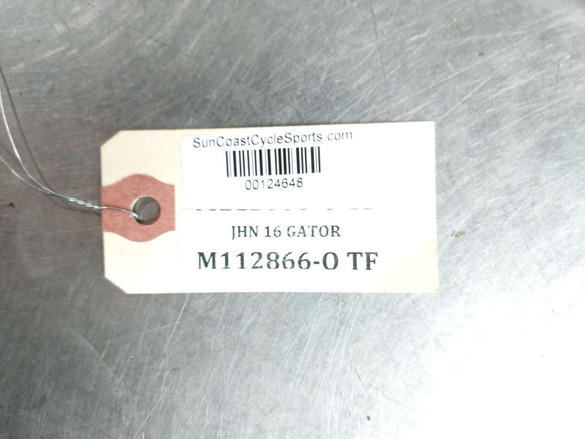 SunCoastCycleSports.com
00124648
JHN 16 GATOR
M112866-O TF